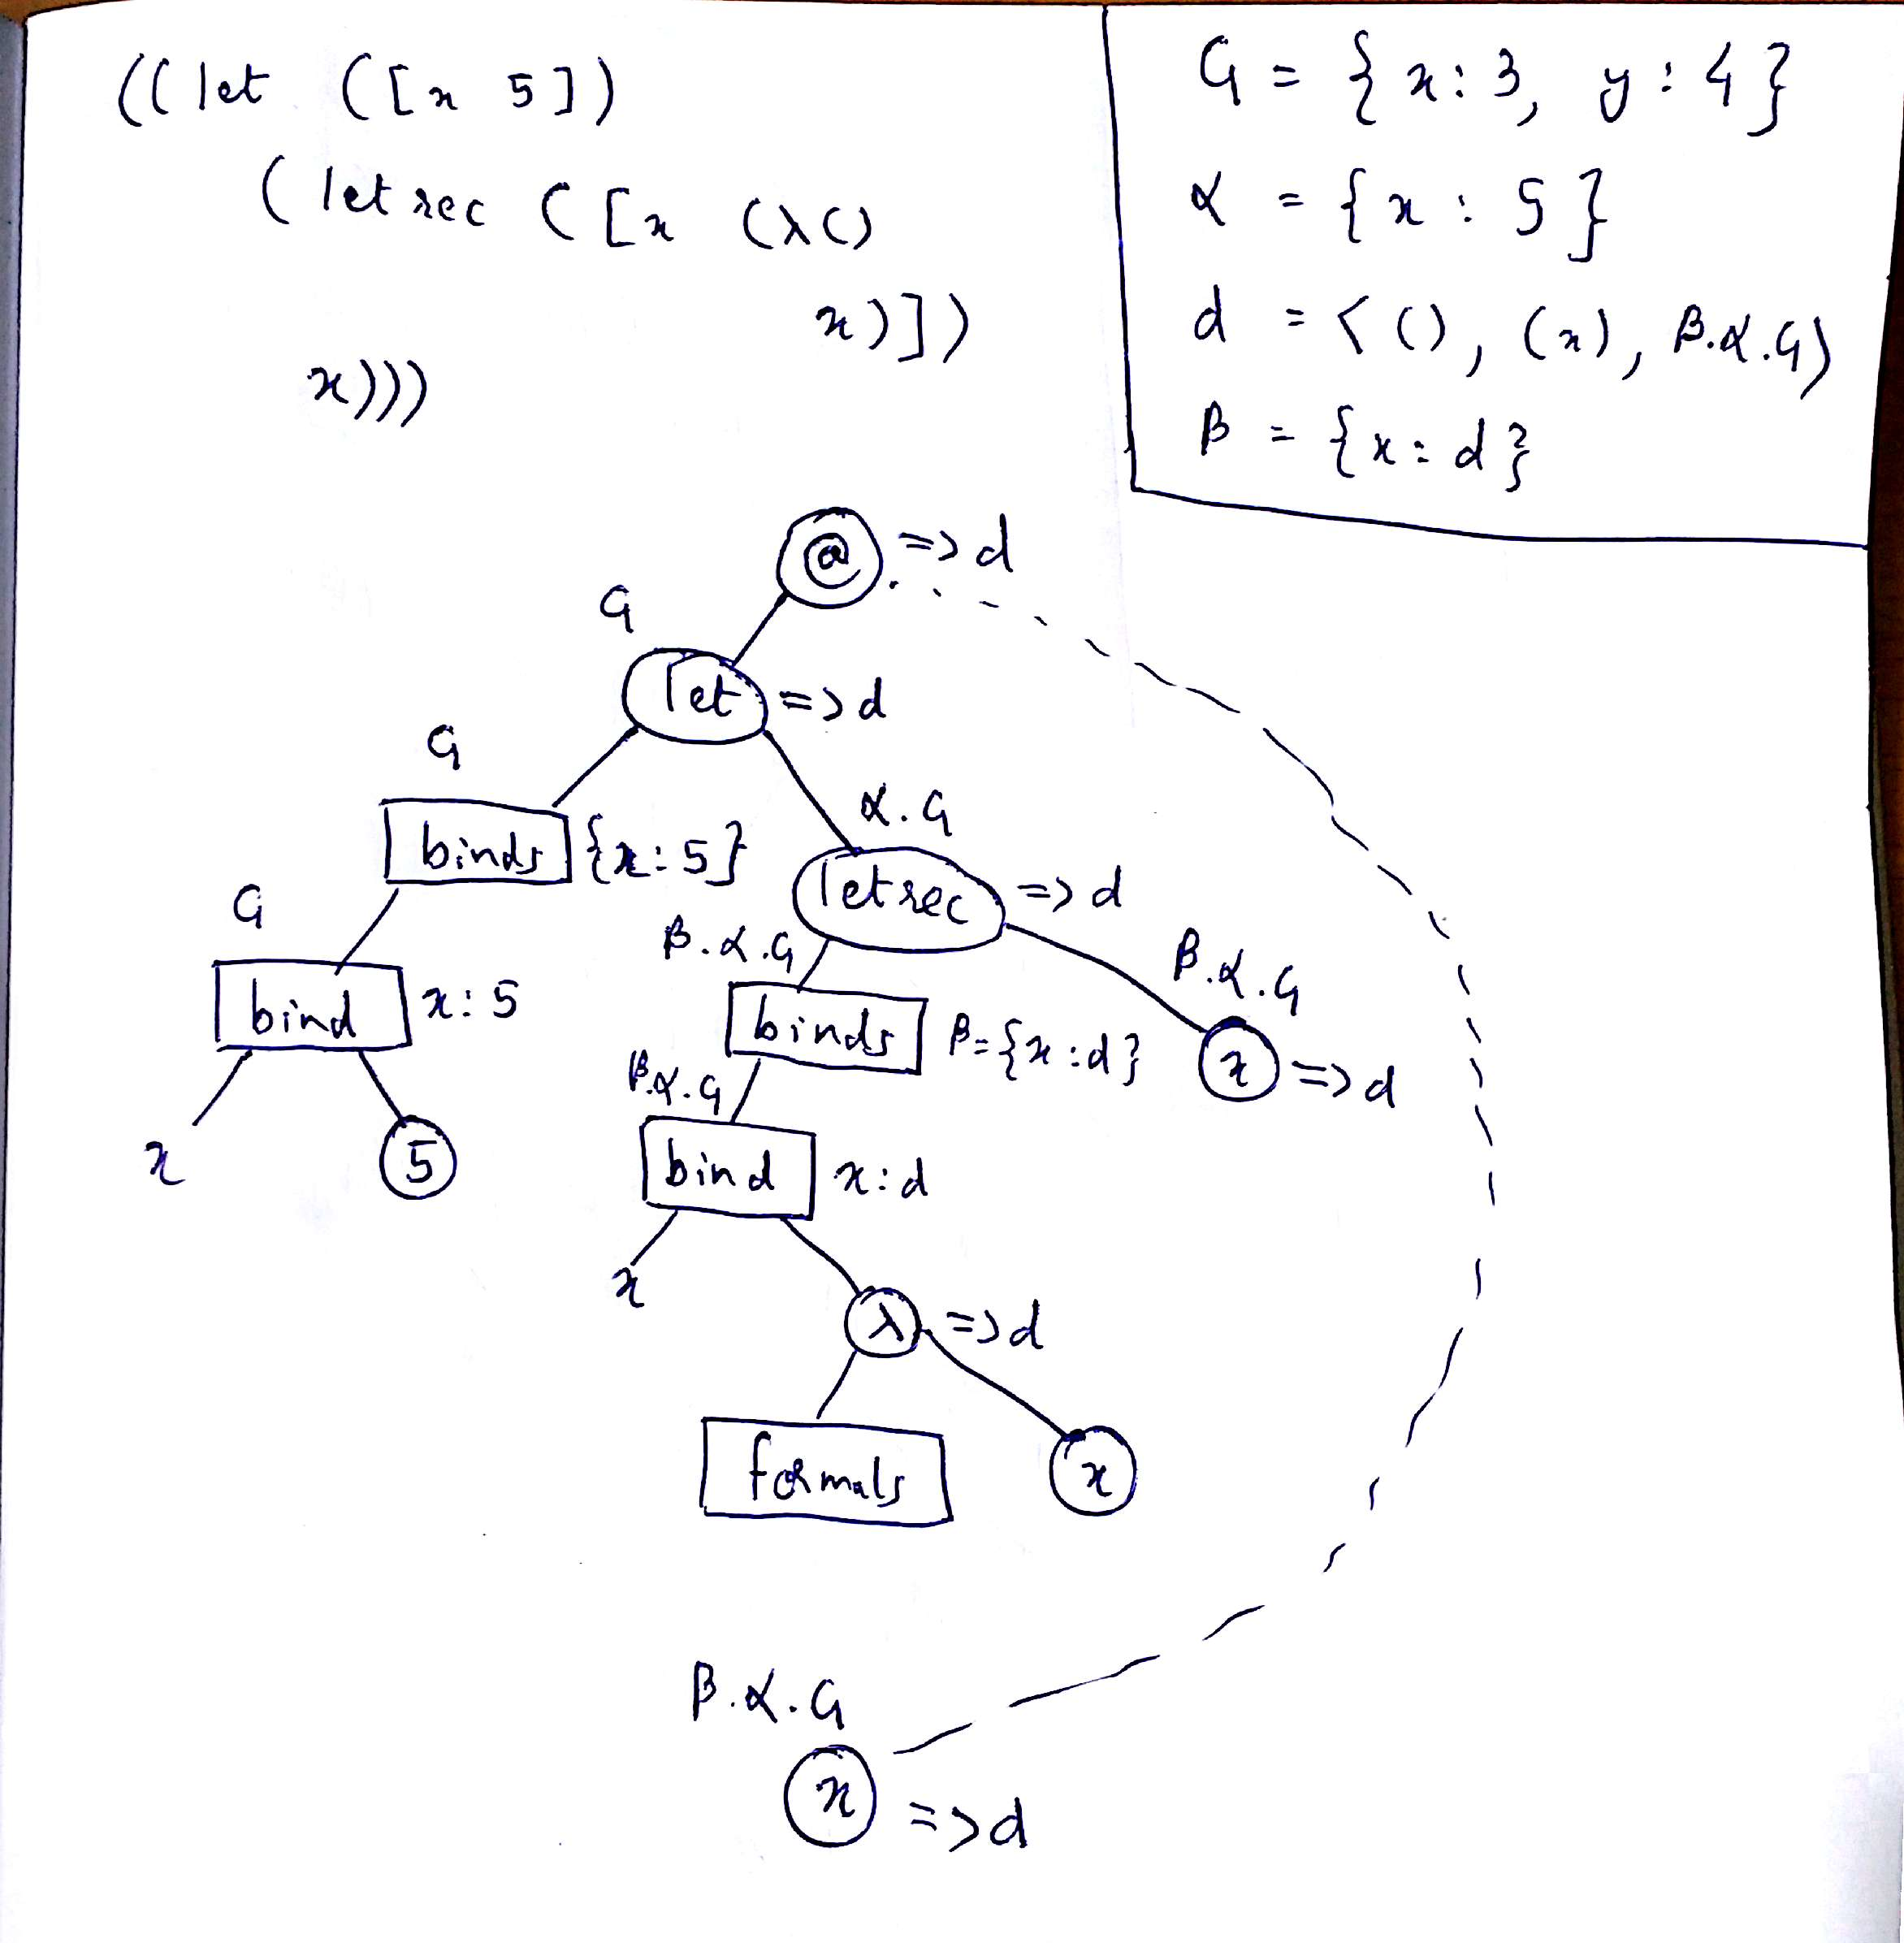 ((let ([x 5])
(letrec ([x (λ()
x)])
x)))
G = {x:3, y:4}
α = {x:5}
d = <(), (x), β.α.G>
β = {x:d}
@ => d
G
let => d
G
binds {x:5}
α.G
letrec => d
G
bind x:5
β.α.G
binds β={x:d}
β.α.G
x => d
x
5
β.α.G
bind x:d
x
λ => d
formals
x
β.α.G
x => d